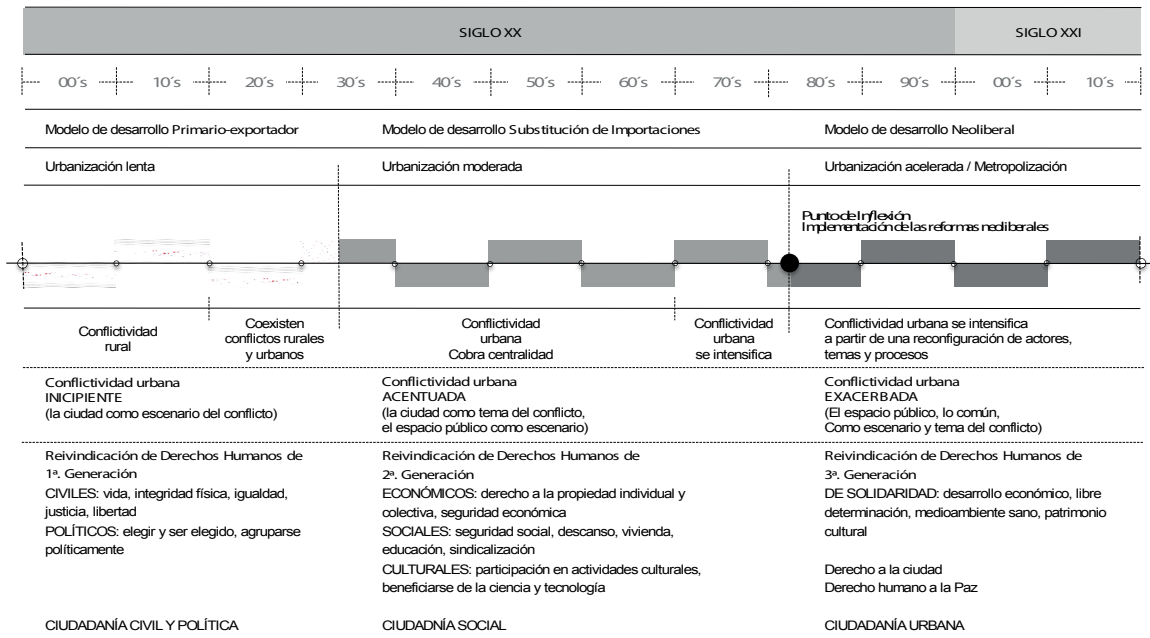 SIGLO XX
SIGLO XXI
00´s 10´s 20´s 30´s 40´s 50´s 60´s 70´s 80´s 90´s 00´s 10´s
Modelo de desarrollo Primario-exportador
Modelo de desarrollo Substitución de Importaciones
Modelo de desarrollo Neoliberal
Urbanización lenta
Urbanización moderada
Urbanización acelerada / Metropolización
Punto de Inflexión
Implementación de las reformas neoliberales
Conflictividad
rural
Coexisten
conflictos rurales
y urbanos
Conflictividad
urbana
Cobra centralidad
Conflictividad
urbana
se intensifica
Conflictividad urbana se intensifica
a partir de una reconfiguración de actores,
temas y procesos
Conflictividad urbana
INICIPIENTE
(la ciudad como escenario del conflicto)
Conflictividad urbana
ACENTUADA
(la ciudad como tema del conflicto,
el espacio público como escenario)
Conflictividad urbana
EXACERBADA
(El espacio público, lo común,
Como escenario y tema del conflicto)
Reivindicación de Derechos Humanos de
1ª. Generación
CIVILES: vida, integridad física, igualdad,
justicia, libertad
POLÍTICOS: elegir y ser elegido, agruparse
políticamente
Reivindicación de Derechos Humanos de
2ª. Generación
ECONÓMICOS: derecho a la propiedad individual y
colectiva, seguridad económica
SOCIALES: seguridad social, descanso, vivienda,
educación, sindicalización
CULTURALES: participación en actividades culturales,
beneficiarse de la ciencia y tecnología
Reivindicación de Derechos Humanos de
3ª. Generación
DE SOLIDARIDAD: desarrollo económico, libre
determinación, medioambiente sano, patrimonio
cultural
Derecho a la ciudad
Derecho humano a la Paz
CIUDADANÍA CIVIL Y POLÍTICA
CIUDADNÍA SOCIAL
CIUDADANÍA URBANA